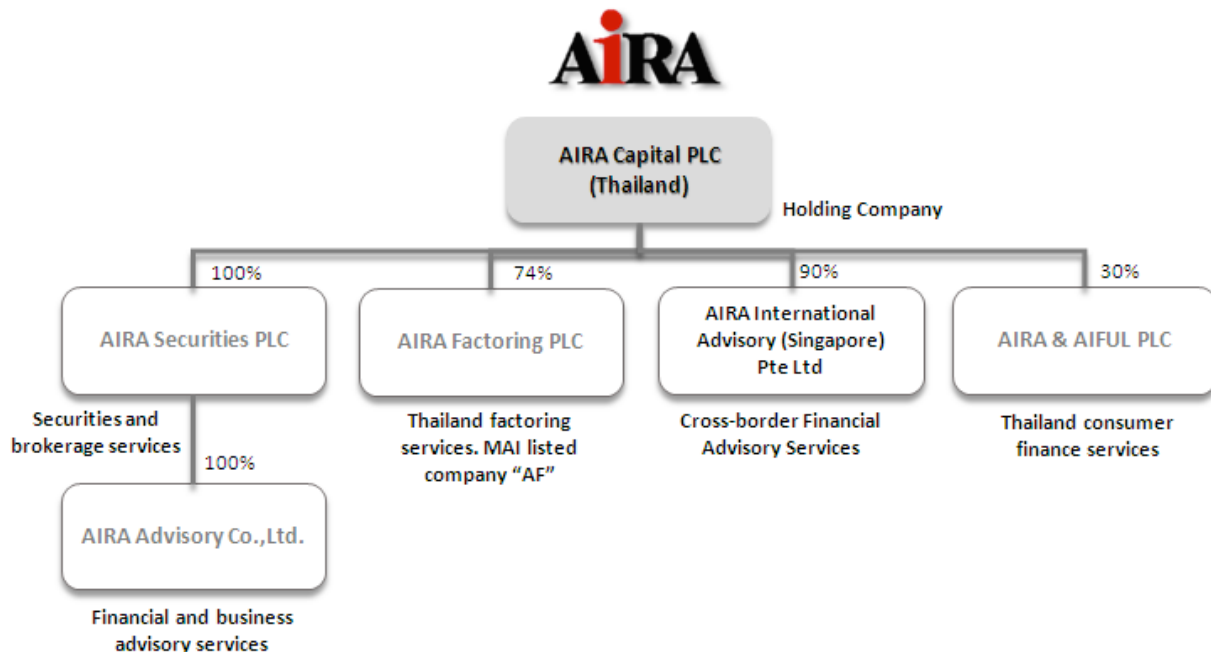 AiRA
AIRA Capital PLC
(Thailand)
Holding Company
100%
74%
90%
30%
AIRA Securities PLC
AIRA Factoring PLC
AIRA International
Advisory (Singapore)
Pte Ltd
AIRA & AIFUL PLC
Securities and
brokerage services
Thailand factoring
services. MAI listed
company “AF”
Cross-border Financial
Advisory Services
Thailand consumer
finance services
100%
AIRA Advisory Co.,Ltd.
Financial and business
advisory services